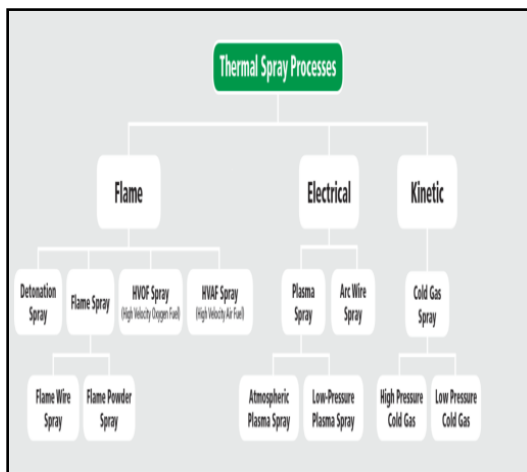 Thermal Spray Processes
Flame
Electrical
Kinetic
Detonation
Spray
Flame Spray
HVOF Spray
(High Velocity Oxygen Fuel)
HVAF Spray
(High Velocity Air Fuel)
Plasma
Spray
Arc Wire
Spray
Cold Gas
Spray
Flame Wire
Spray
Flame Powder
Spray
Atmospheric
Plasma Spray
Low-Pressure
Plasma Spray
High Pressure
Cold Gas
Low Pressure
Cold Gas